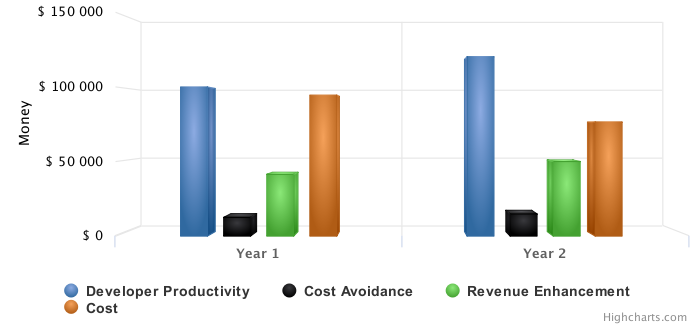 $ 150 000
$ 100 000
$ 50 000
$ 0
Money
Year 1
Year 2
Developer Productivity
Cost Avoidance
Revenue Enhancement
Cost
Highcharts.com